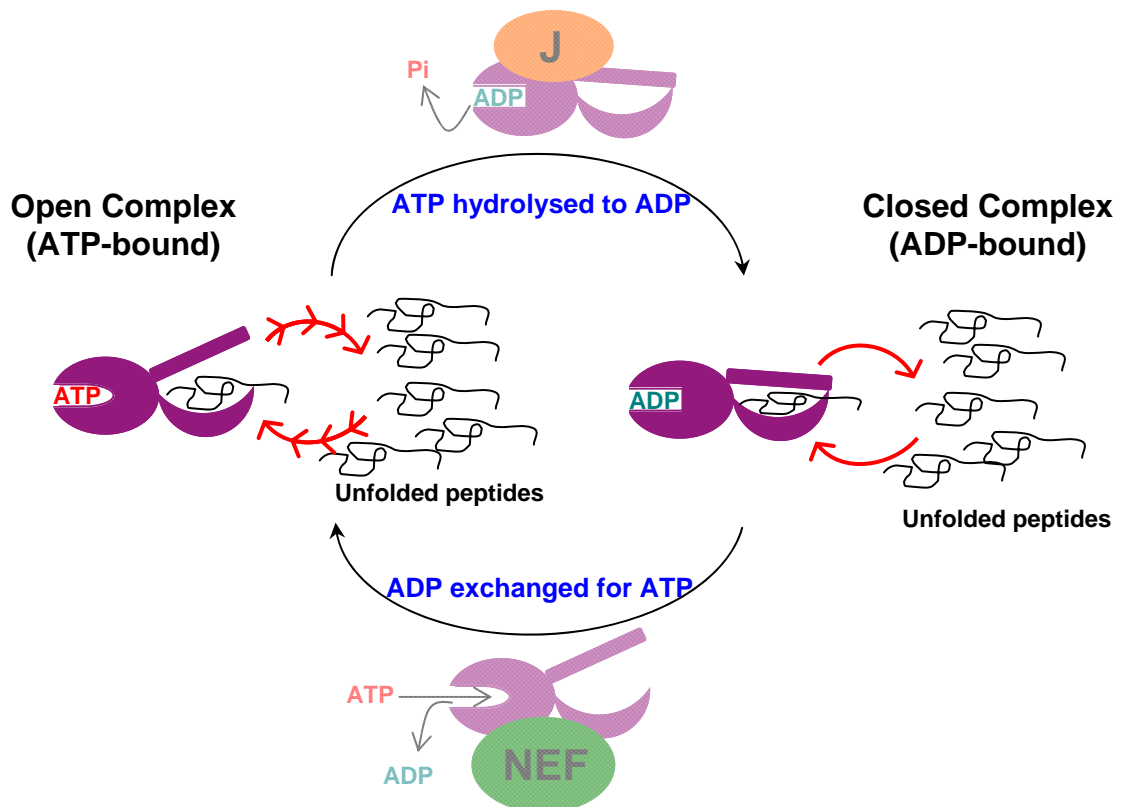 J
Pi
ADP
ATP hydrolysed to ADP
Open Complex
(ATP-bound)
Closed Complex
(ADP-bound)
ATP
ADP
Unfolded peptides
Unfolded peptides
ADP exchanged for ATP
ATP
ADP
NEF